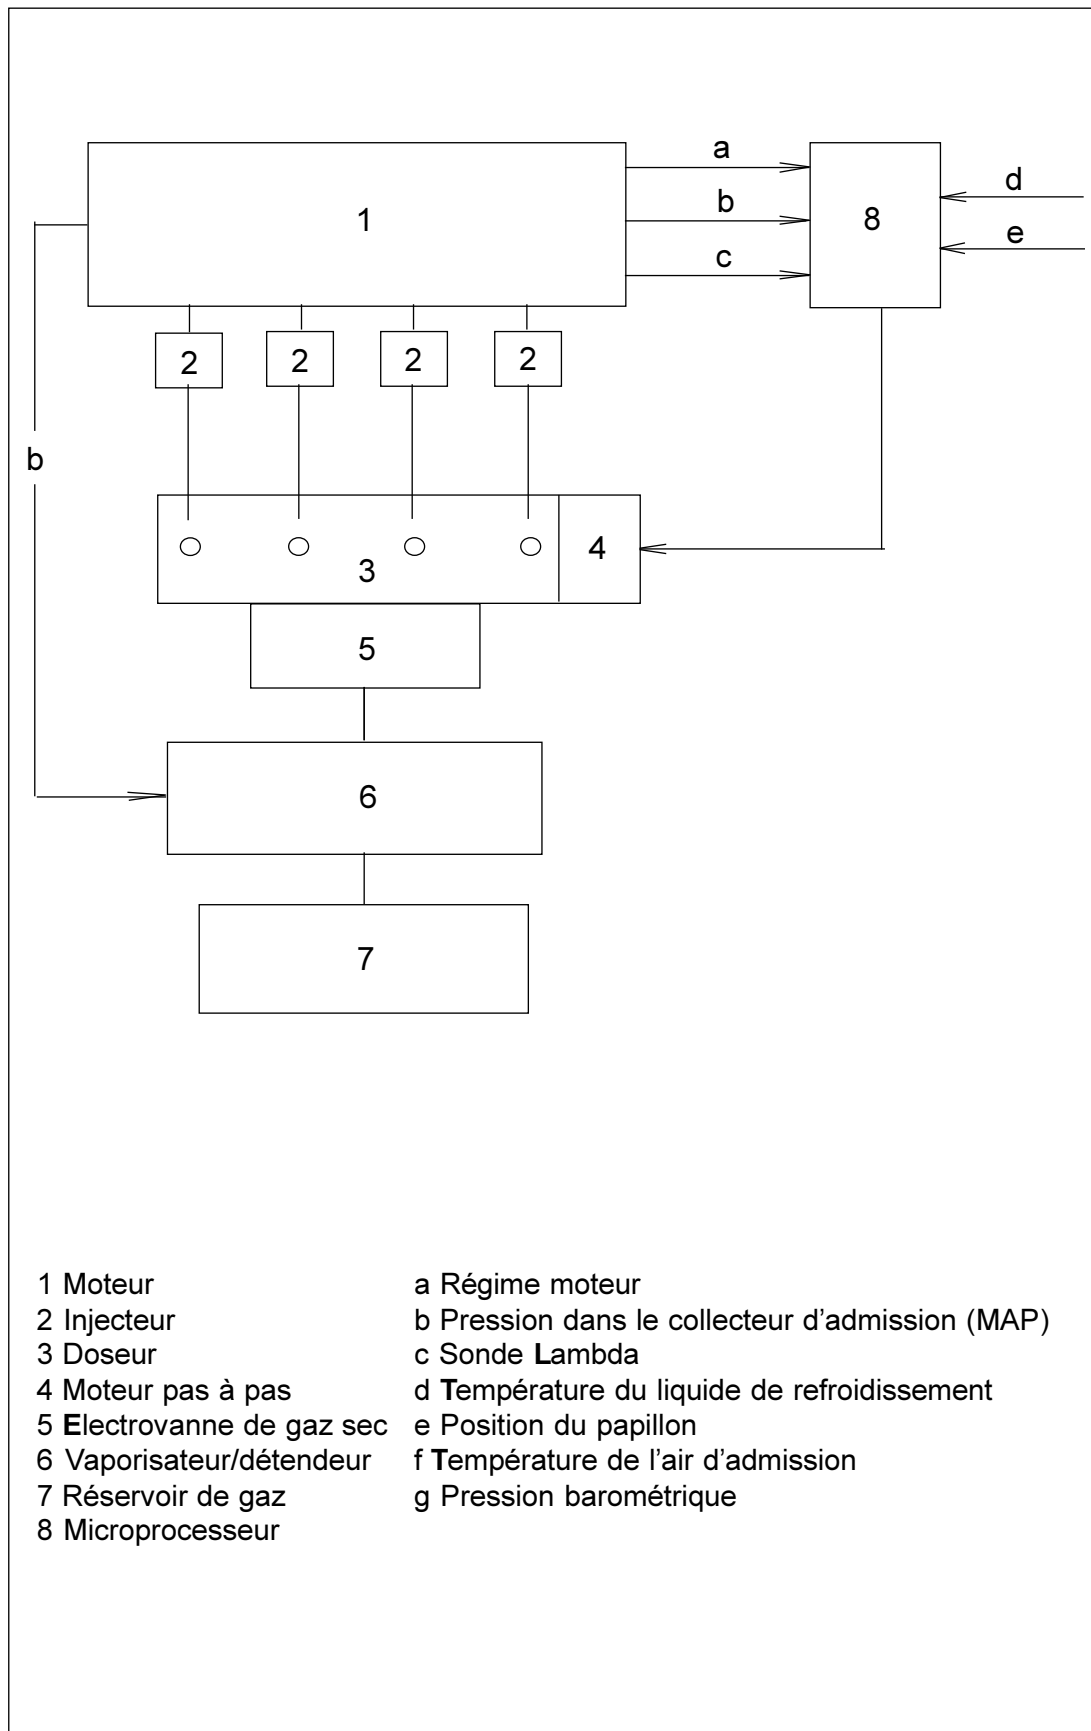 a
b
c
d
e
1
8
2 2 2 2
b
3
4
5
6
7
1 Moteur
2 Injecteur
3 Doseur
4 Moteur pas à pas
5 Electrovanne de gaz sec
6 Vaporisateur/détendeur
7 Réservoir de gaz
8 Microprocesseur
a Régime moteur
b Pression dans le collecteur d'admission (MAP)
c Sonde Lambda
d Température du liquide de refroidissement
e Position du papillon
f Température de l'air d'admission
g Pression barométrique